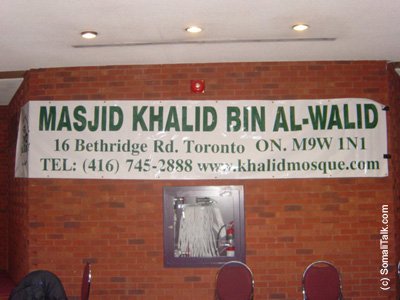 MASJID KHALID BIN AL-WALID
16 Bethridge Rd. Toronto ON. M9W 1N1
TEL: (416) 745-2888 www.khalidmosque.com
(c) SomaliTalk.com